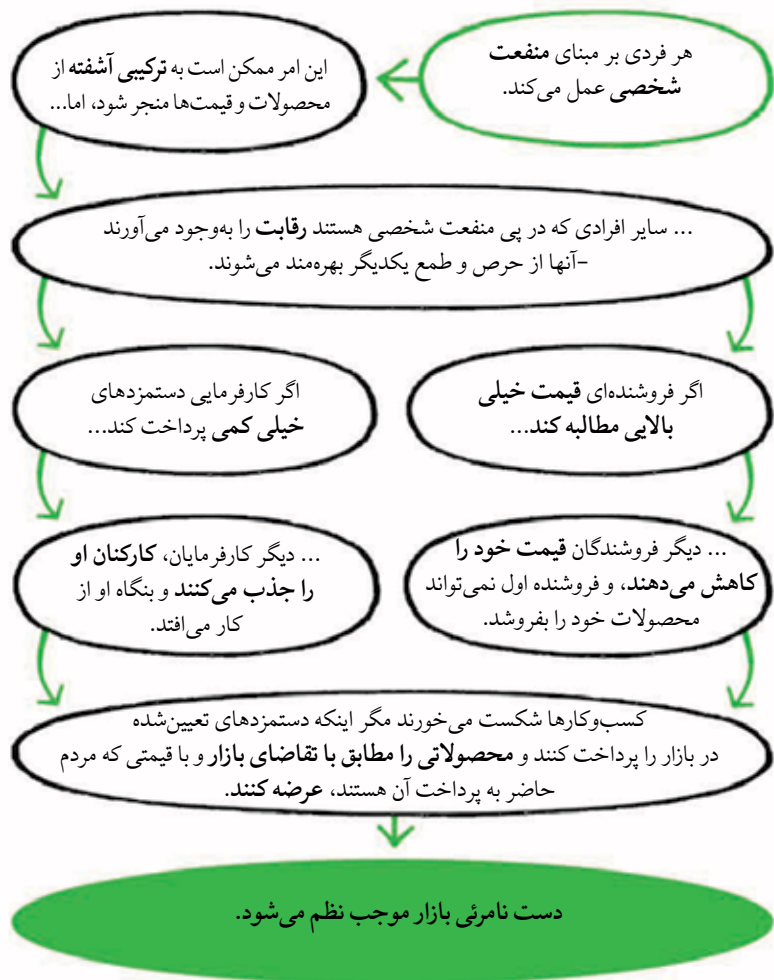 هر فردی بر مبنای منفعت
شخصی عمل می‌کند.
این امر ممکن است به ترکیبی آشفته از
محصولات و قیمت‌ها منجر شود، اما...
... سایر افرادی که در پی منفعت شخصی هستند رقابت را به‌وجود می‌آورند
-آنها از حرص و طمع یکدیگر بهره‌مند می‌شوند.
اگر فروشنده‌ای قیمت خیلی
بالایی مطالبه کند...
اگر کارفرمایی دستمزدهای
خیلی کمی پرداخت کند...
... دیگر فروشندگان قیمت خود را
کاهش می‌دهند، و فروشنده اول نمی‌تواند
محصولات خود را بفروشد.
... دیگر کارفرمایان، کارکنان او
را جذب می‌کنند و بنگاه او از
کار می‌افتد.
کسب‌وکارها شکست می‌خورند مگر اینکه دستمزدهای تعیین‌شده
در بازار را پرداخت کنند و محصولاتی را مطابق با تقاضای بازار و با قیمتی که مردم
حاضر به پرداخت آن هستند، عرضه کنند.
دست نامرئی بازار موجب نظم می‌شود.